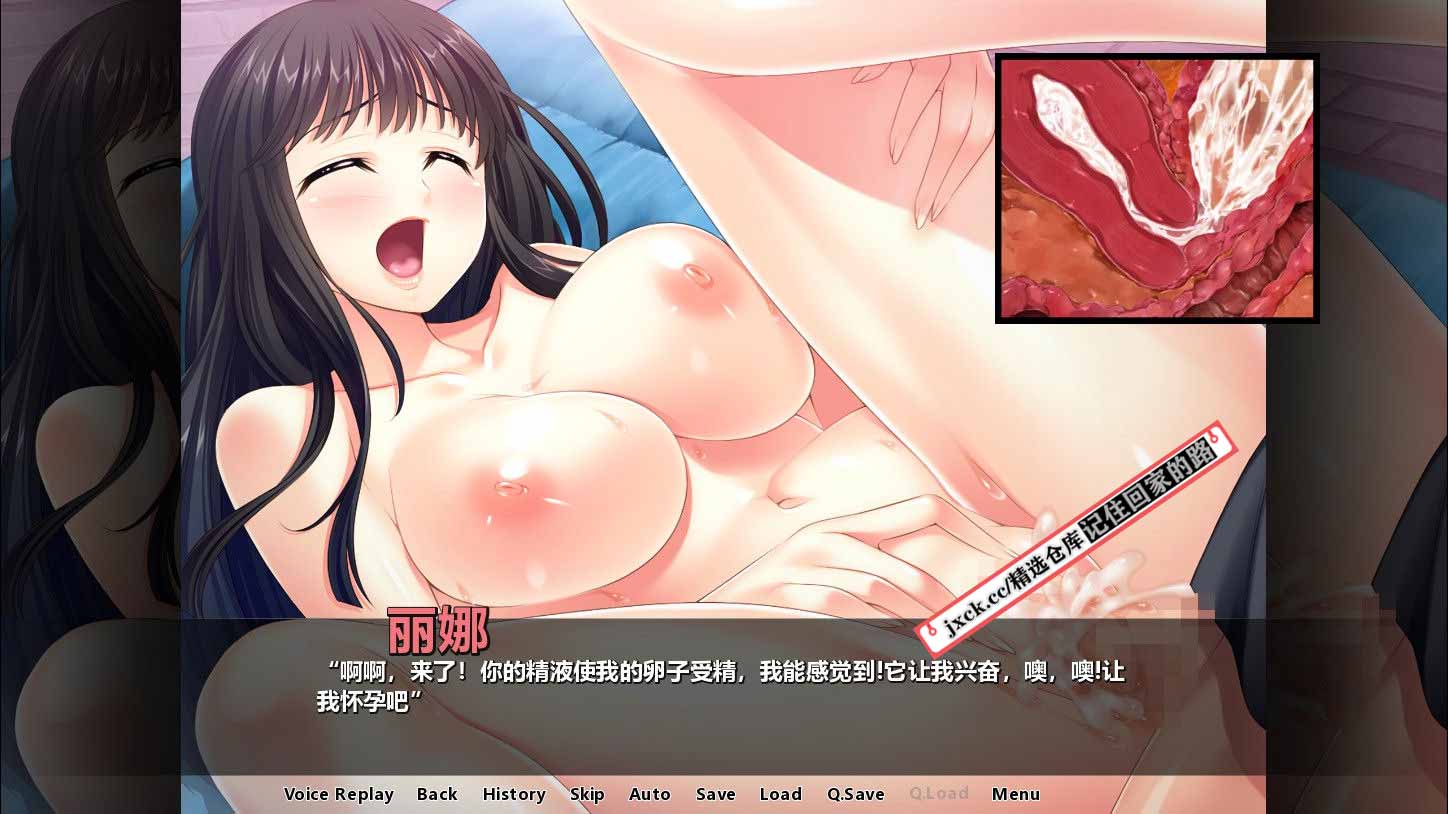 jxck.cc/精选仓库 记住回家的路
丽娜
“啊啊，来了！你的精液使我的卵子受精，我能感觉到!它让我兴奋，噢，噢!让
我怀孕吧”
Voice Replay Back History Skip Auto Save Load Q.Save Q.Load Menu